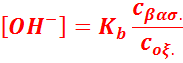 [OH⁻] = K_b c_βασ. / c_οξ.